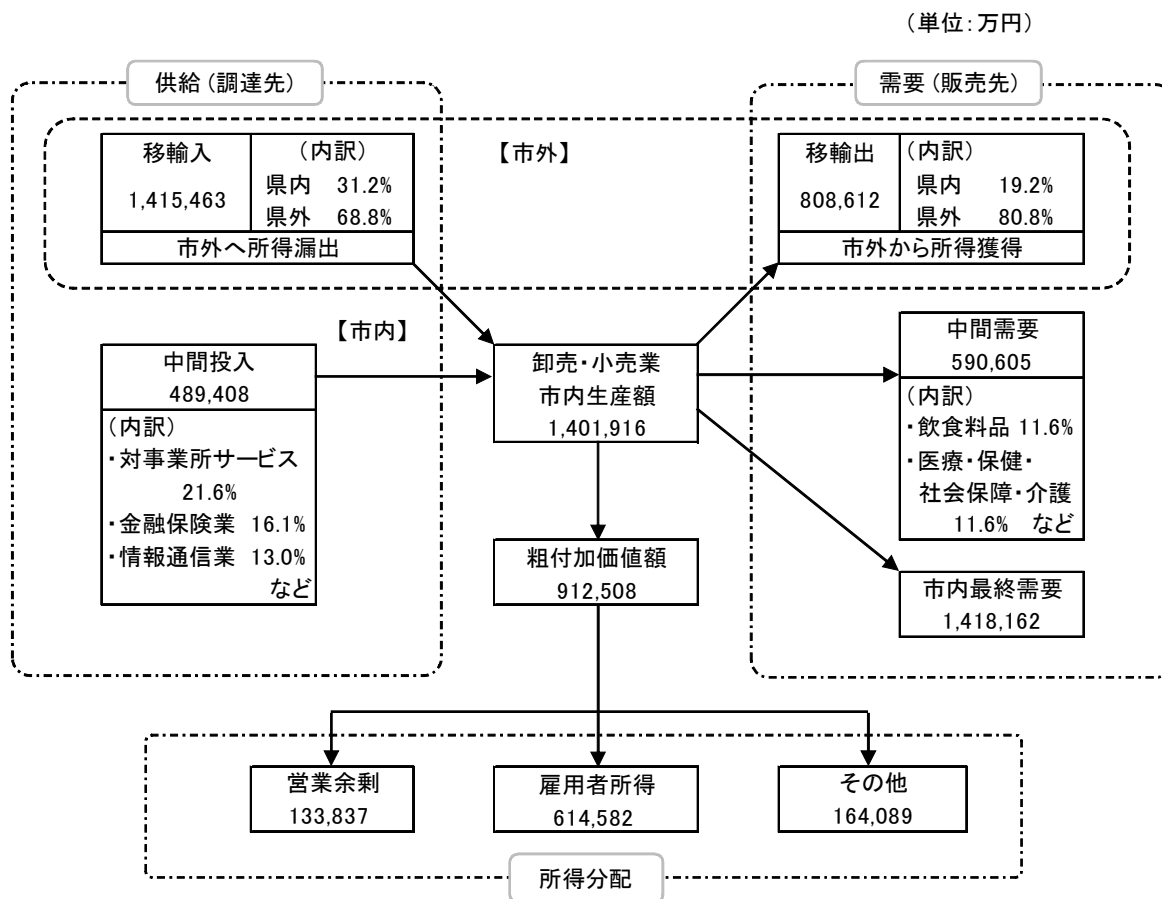 （単位：万円）
供給（調達先）
需要（販売先）
【市外】
移輸入
1,415,463
（内訳）
県内 31.2%
県外 68.8%
市外へ所得漏出
移輸出
808,612
（内訳）
県内 19.2%
県外 80.8%
市外から所得獲得
【市内】
中間投入
489,408
（内訳）
・対事業所サービス
21.6%
・金融保険業 16.1%
・情報通信業 13.0%
など
卸売・小売業
市内生産額
1,401,916
中間需要
590,605
（内訳）
・飲食料品 11.6%
・医療・保健・
社会保障・介護
11.6% など
粗付加価値額
912,508
市内最終需要
1,418,162
営業余剰
133,837
雇用者所得
614,582
その他
164,089
所得分配